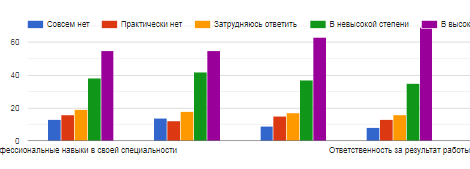 Совсем нет Практически нет Затрудняюсь ответить В невысокой степени В высок
60
40
20
0
фессиональные навыки в своей специальности Ответственность за результат работы